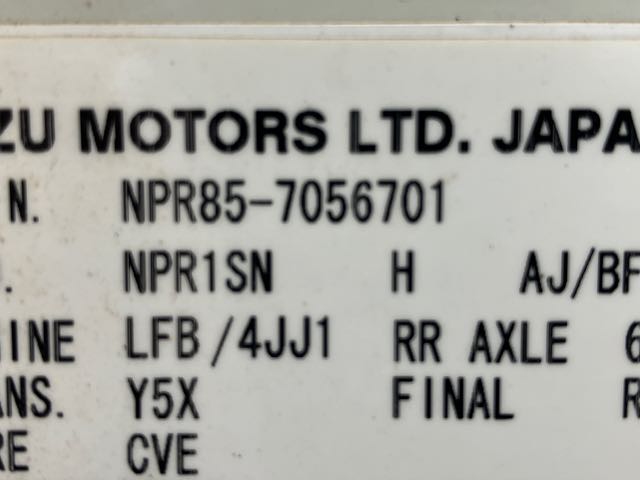 ZU MOTORS LTD. JAPA
N. NPR85-7056701
. NPR1SN H AJ/BF
INE LFB/4JJ1 RR AXLE 6
ANS. Y5X FINAL R
RE CVE